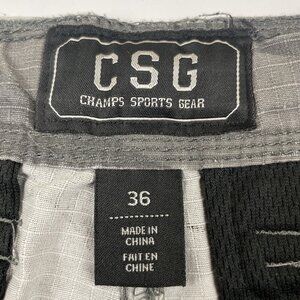 CSG
CHAMPS SPORTS GEAR
36
MADE IN
CHINA
FAIT EN
CHINE